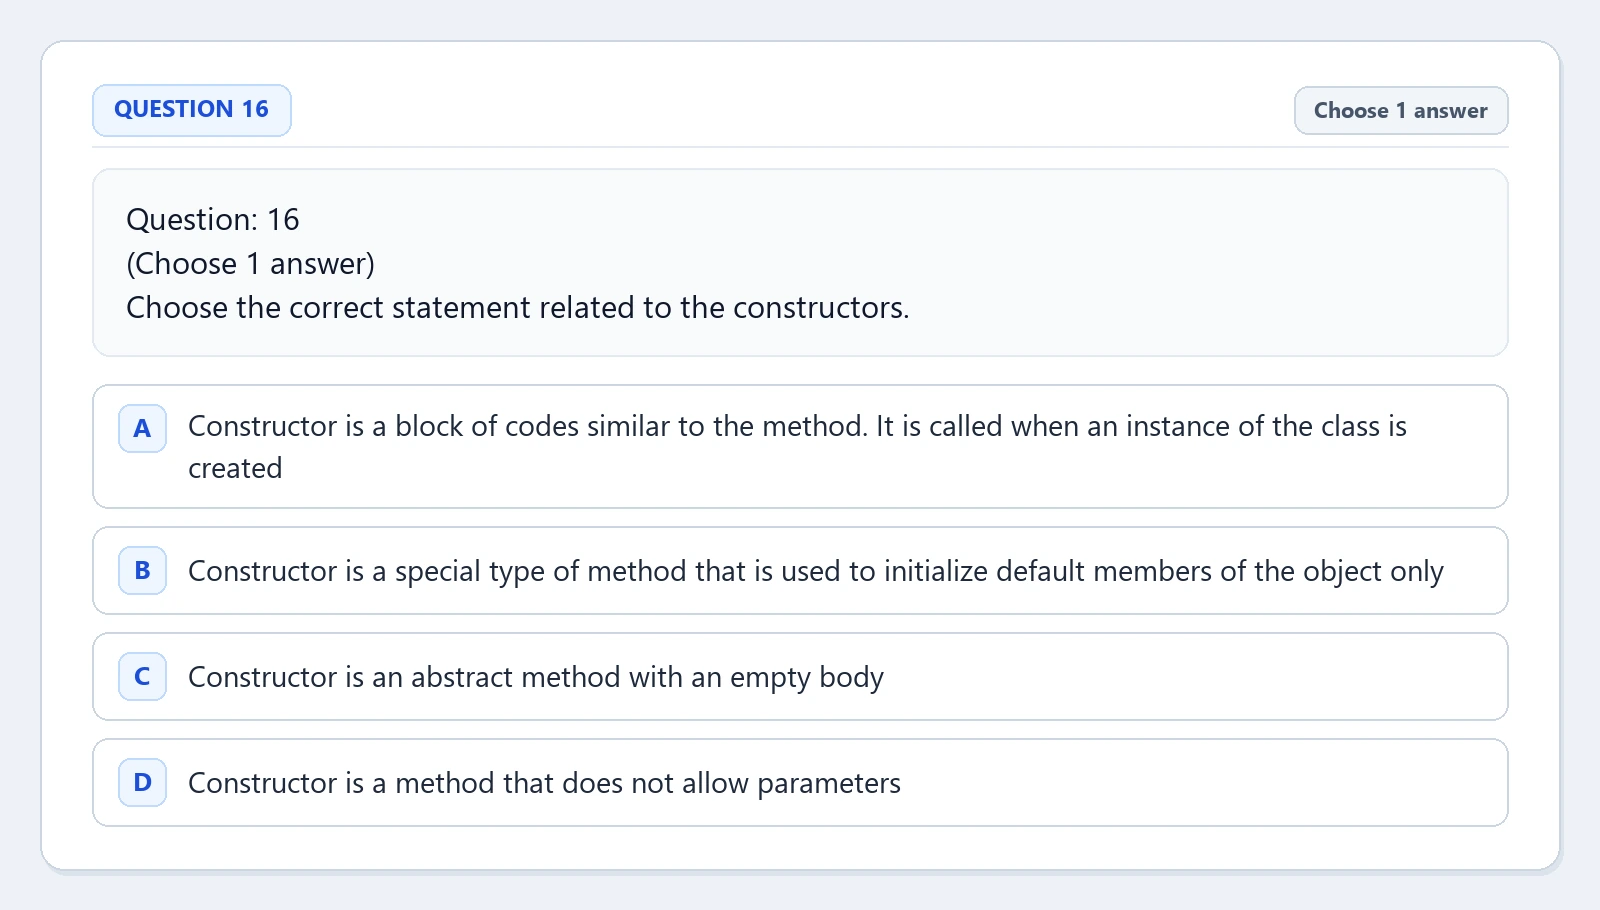 QUESTION 16
Choose 1 answer
Question: 16
(Choose 1 answer)
Choose the correct statement related to the constructors.
A
Constructor is a block of codes similar to the method. It is called when an instance of the class is
created
B
Constructor is a special type of method that is used to initialize default members of the object only
C
Constructor is an abstract method with an empty body
D
Constructor is a method that does not allow parameters